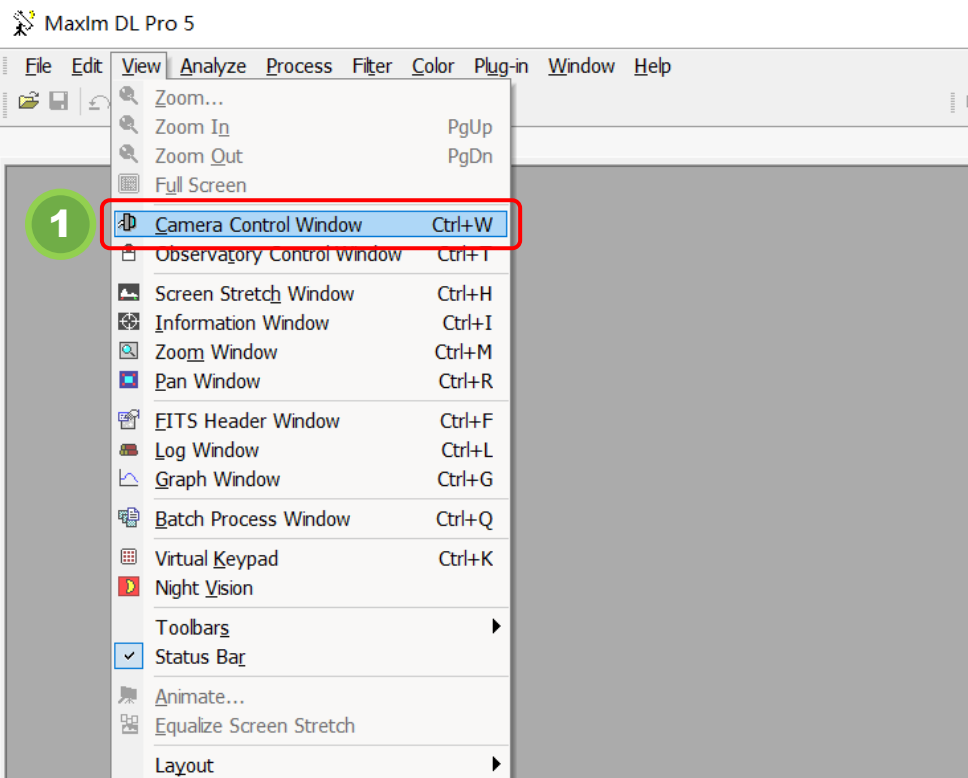 MaxIm DL Pro 5
File Edit View Analyze Process Filter Color Plug-in Window Help
Zoom...
Zoom In PgUp
Zoom Out PgDn
Full Screen
1
Camera Control Window Ctrl+W
Observatory Control Window Ctrl+T
Screen Stretch Window Ctrl+H
Information Window Ctrl+I
Zoom Window Ctrl+M
Pan Window Ctrl+R
FITS Header Window Ctrl+F
Log Window Ctrl+L
Graph Window Ctrl+G
Batch Process Window Ctrl+Q
Virtual Keypad Ctrl+K
Night Vision
Toolbars
Status Bar
Animate...
Equalize Screen Stretch
Layout